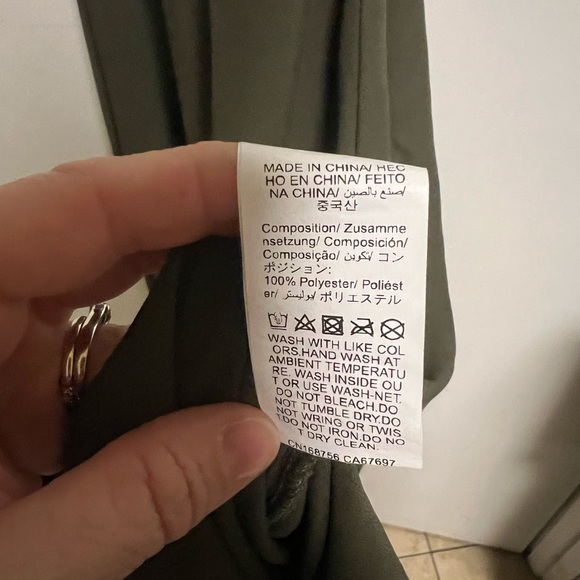 MADE IN CHINA/ HEC
HO EN CHINA/ FEITO
NA CHINA/ صنع بالصين/
중국산
Composition/ Zusamme
nsetzung/ Composición/
Composição/ تكوين/ コン
ポジション:
100% Polyester/ Poliést
er/ بوليستر/ ポリエステル
WASH WITH LIKE COL
ORS.HAND WASH AT
AMBIENT TEMPERATU
RE. WASH INSIDE OU
T OR USE WASH-NET.
DO NOT BLEACH.DO
NOT TUMBLE DRY.DO
NOT WRING OR TWIS
T.DO NOT IRON.DO NO
T DRY CLEAN.
CN168756 CA67697